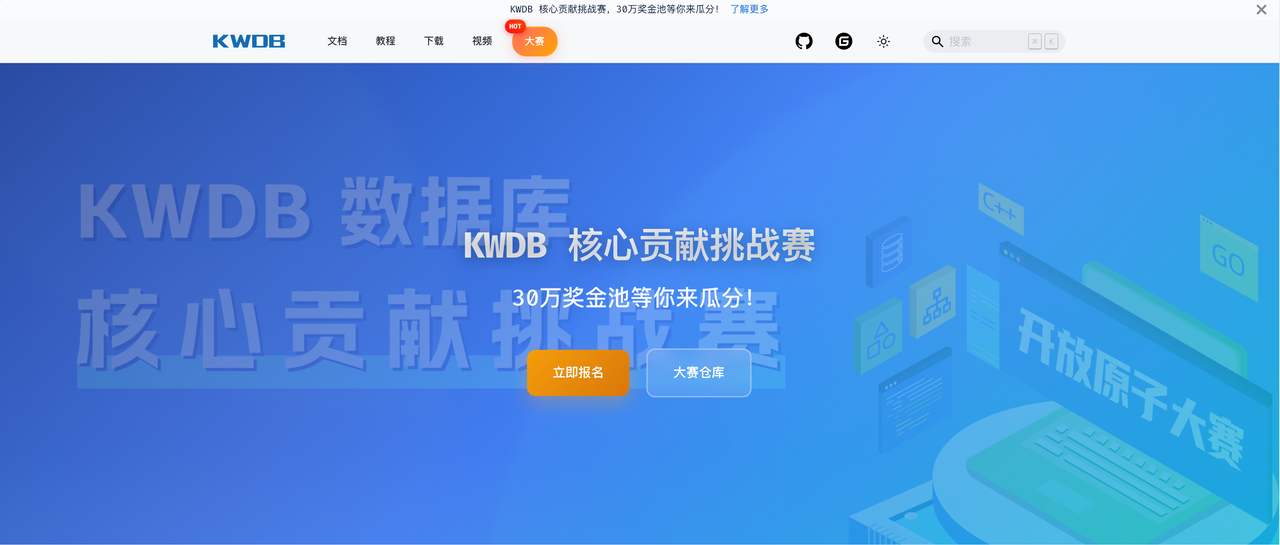 KWDB 核心贡献挑战赛，30万奖金池等你来瓜分！ 了解更多
KWDB 文档 教程 下载 视频 大赛 HOT 搜索 ⌘ K
KWDB 数据库
核心贡献挑战赛
KWDB 核心贡献挑战赛
30万奖金池等你来瓜分！
立即报名 大赛仓库
C++
GO
开放原子大赛